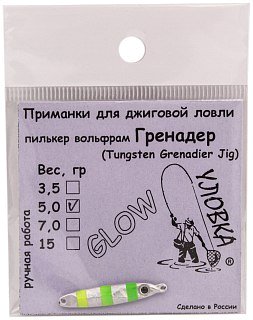 Приманки для джиговой ловли
пилькер вольфрам Гренадер
(Tungsten Grenadier Jig)
Вес, гр
3,5
5,0 ✓
7,0
15
ручная работа
GLOW
УЛОВКА ®
Сделано в России